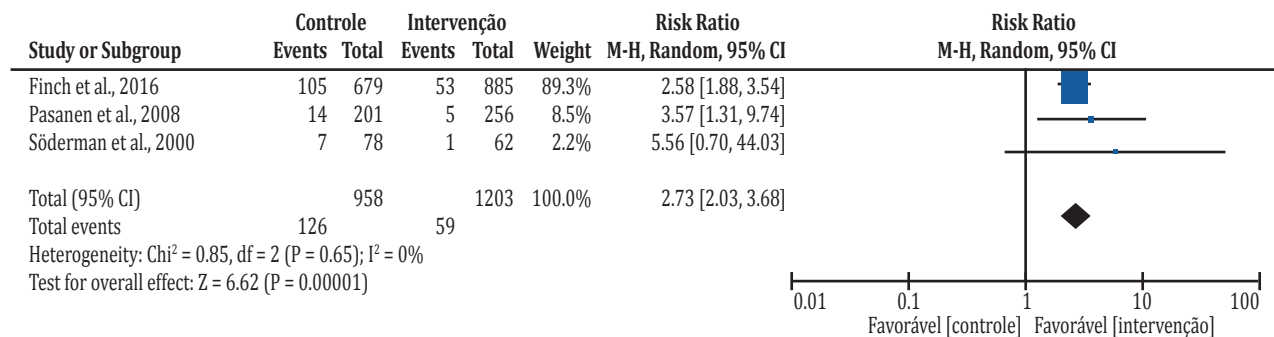 Controle Intervenção Risk Ratio Risk Ratio
Study or Subgroup Events Total Events Total Weight M-H, Random, 95% CI M-H, Random, 95% CI
Finch et al., 2016 105 679 53 885 89.3% 2.58 [1.88, 3.54]
Pasanen et al., 2008 14 201 5 256 8.5% 3.57 [1.31, 9.74]
Söderman et al., 2000 7 78 1 62 2.2% 5.56 [0.70, 44.03]
Total (95% CI) 958 1203 100.0% 2.73 [2.03, 3.68]
Total events 126 59
Heterogeneity: Chi² = 0.85, df = 2 (P = 0.65); I² = 0%
Test for overall effect: Z = 6.62 (P = 0.00001)
0.01 0.1 1 10 100
Favorável [controle] Favorável [intervenção]